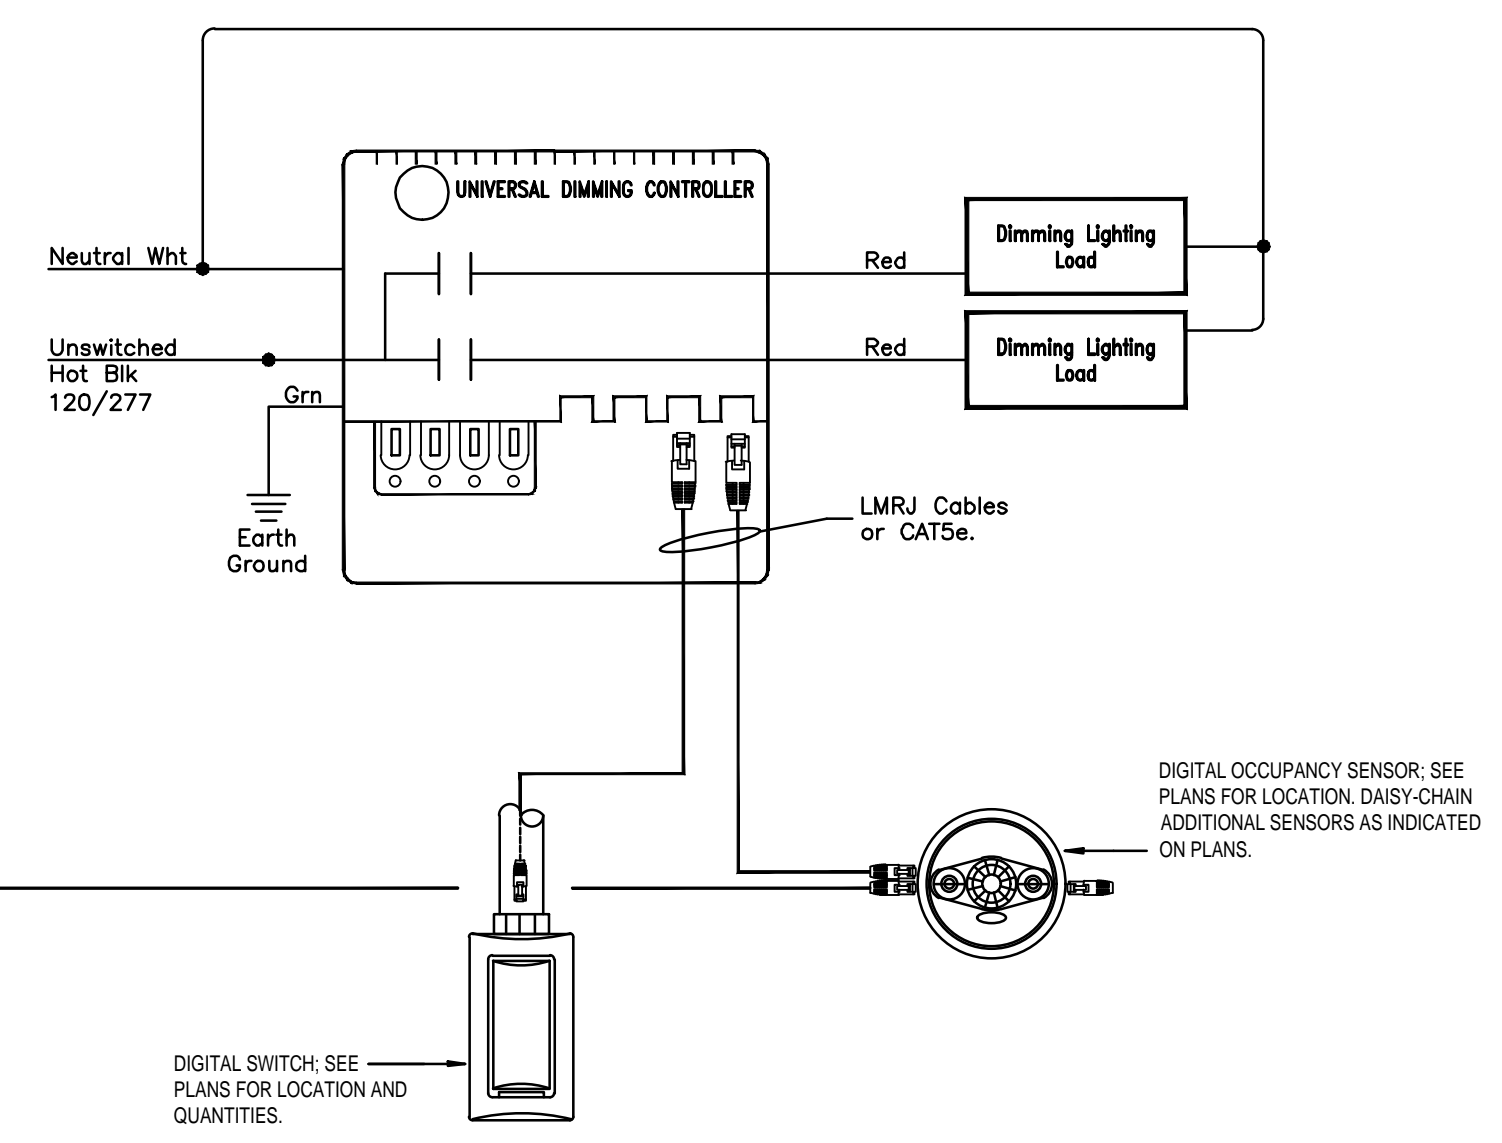 UNIVERSAL DIMMING CONTROLLER
Neutral Wht
Red
Dimming Lighting
Load
Unswitched
Hot Blk
120/277
Red
Dimming Lighting
Load
Grn
Earth
Ground
LMRJ Cables
or CAT5e.
DIGITAL OCCUPANCY SENSOR; SEE
PLANS FOR LOCATION. DAISY-CHAIN
ADDITIONAL SENSORS AS INDICATED
ON PLANS.
DIGITAL SWITCH; SEE
PLANS FOR LOCATION AND
QUANTITIES.